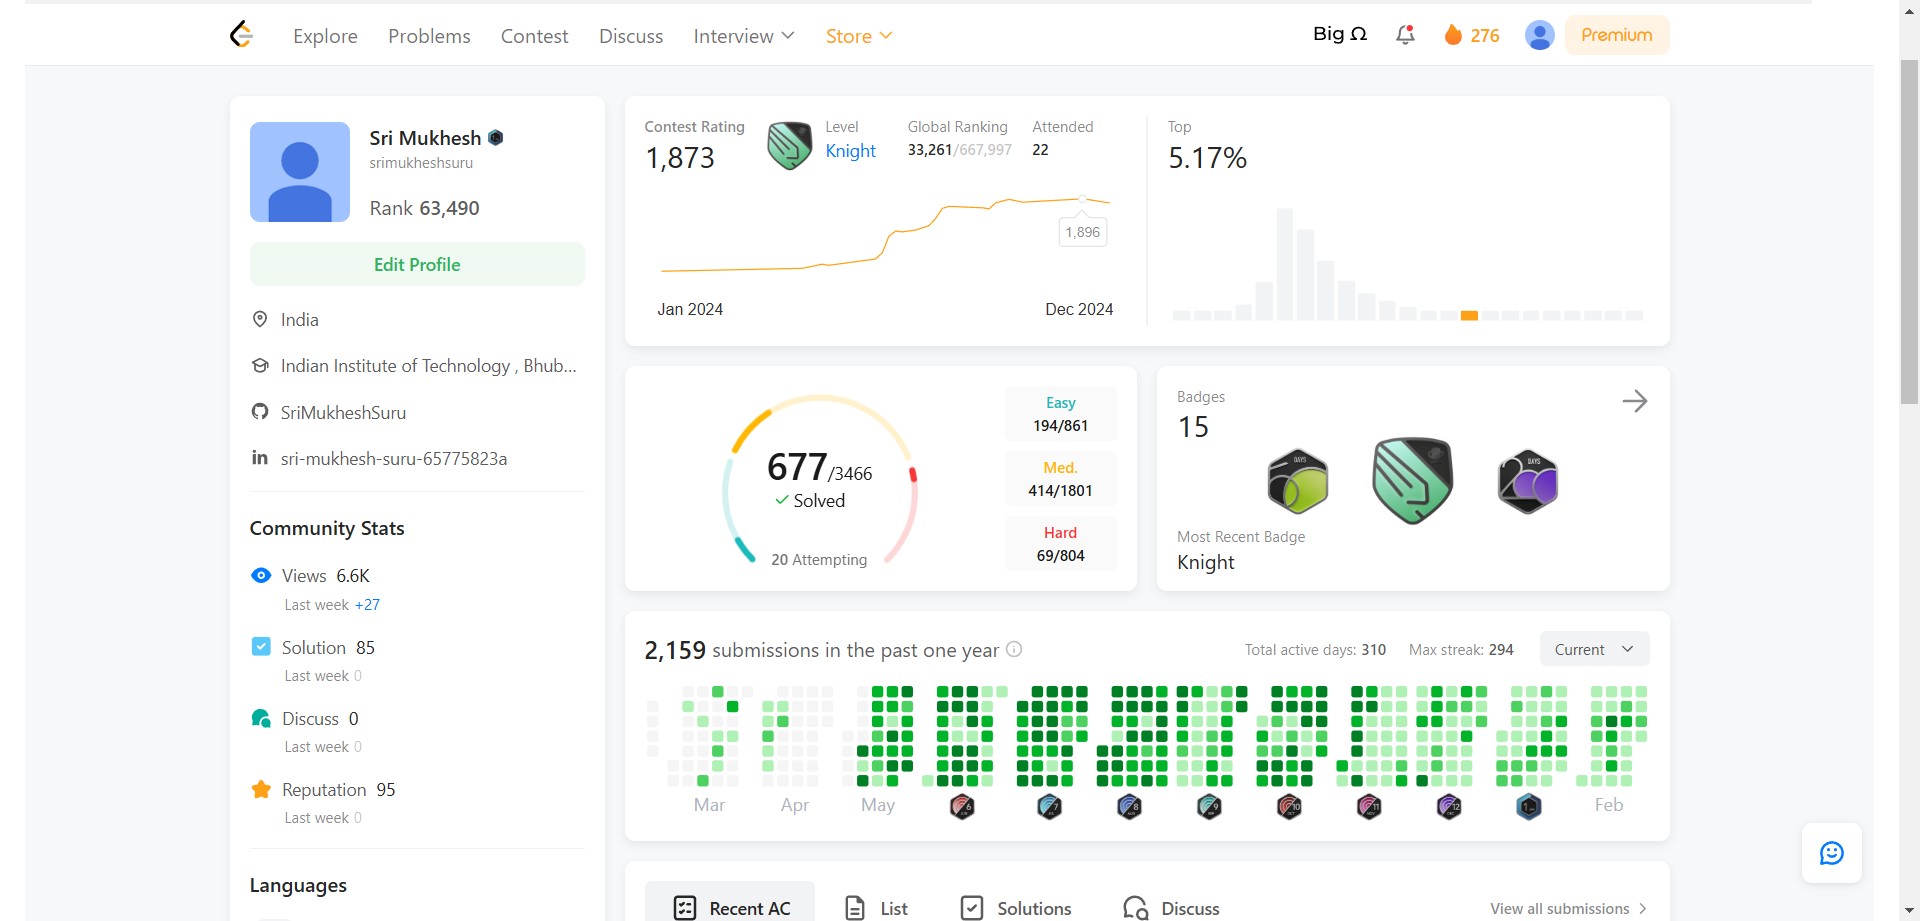 Explore Problems Contest Discuss Interview Store
Big Ω 276 Premium
Sri Mukhesh
srimukheshsuru
Rank 63,490
Edit Profile
India
Indian Institute of Technology , Bhub...
SriMukheshSuru
sri-mukhesh-suru-65775823a
Community Stats
Views 6.6K
Last week +27
Solution 85
Last week 0
Discuss 0
Last week 0
Reputation 95
Last week 0
Languages
Contest Rating
1,873
Level
Knight
Global Ranking
33,261/667,997
Attended
22
1,896
Jan 2024 Dec 2024
Top
5.17%
677/3466
Solved
20 Attempting
Easy
194/861
Med.
414/1801
Hard
69/804
Badges
15
DAYS
DAYS
Most Recent Badge
Knight
2,159 submissions in the past one year
Total active days: 310 Max streak: 294 Current
Mar Apr May Feb
Recent AC List Solutions Discuss View all submissions